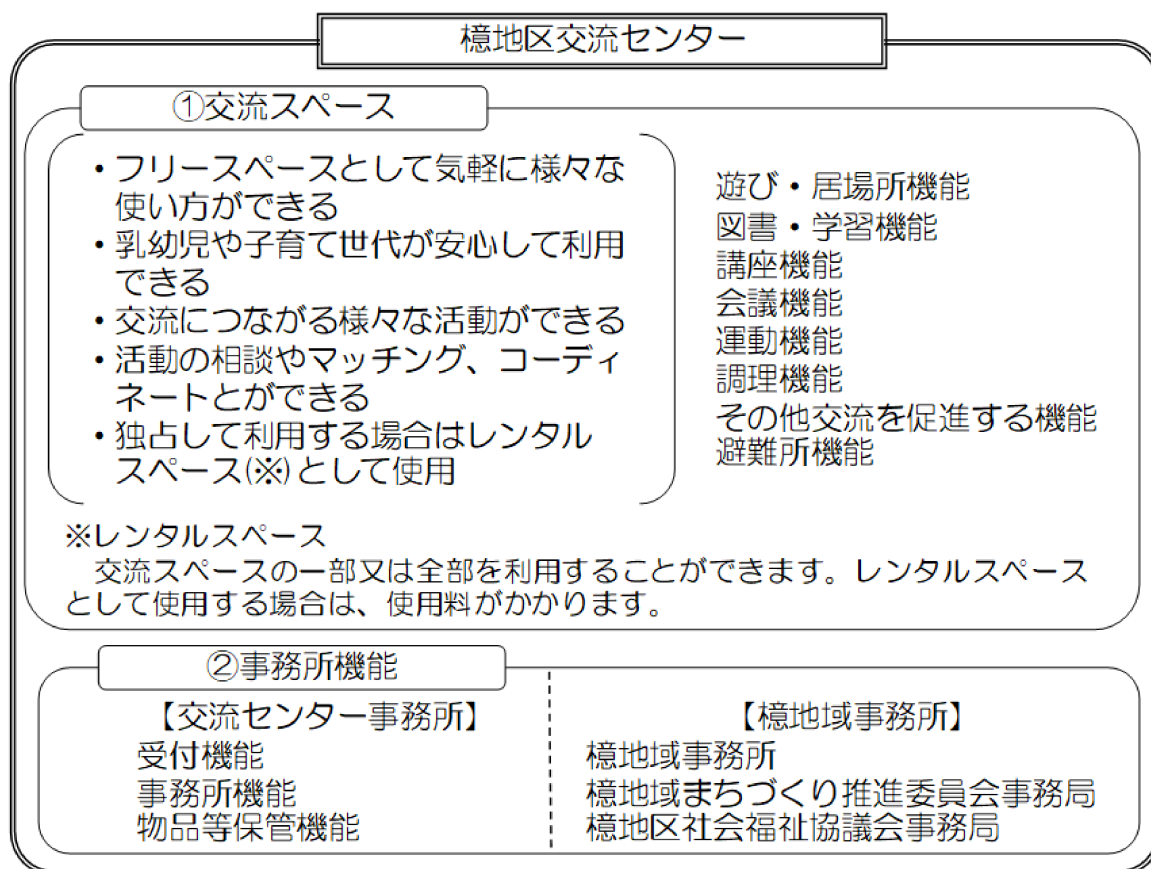 檍地区交流センター
①交流スペース
・フリースペースとして気軽に様々な
使い方ができる
・乳幼児や子育て世代が安心して利用
できる
・交流につながる様々な活動ができる
・活動の相談やマッチング、コーディ
ネートとができる
・独占して利用する場合はレンタル
スペース(※)として使用
遊び・居場所機能
図書・学習機能
講座機能
会議機能
運動機能
調理機能
その他交流を促進する機能
避難所機能
※レンタルスペース
交流スペースの一部又は全部を利用することができます。レンタルスペース
として使用する場合は、使用料がかかります。
②事務所機能
【交流センター事務所】
受付機能
事務所機能
物品等保管機能
【檍地域事務所】
檍地域事務所
檍地域まちづくり推進委員会事務局
檍地区社会福祉協議会事務局